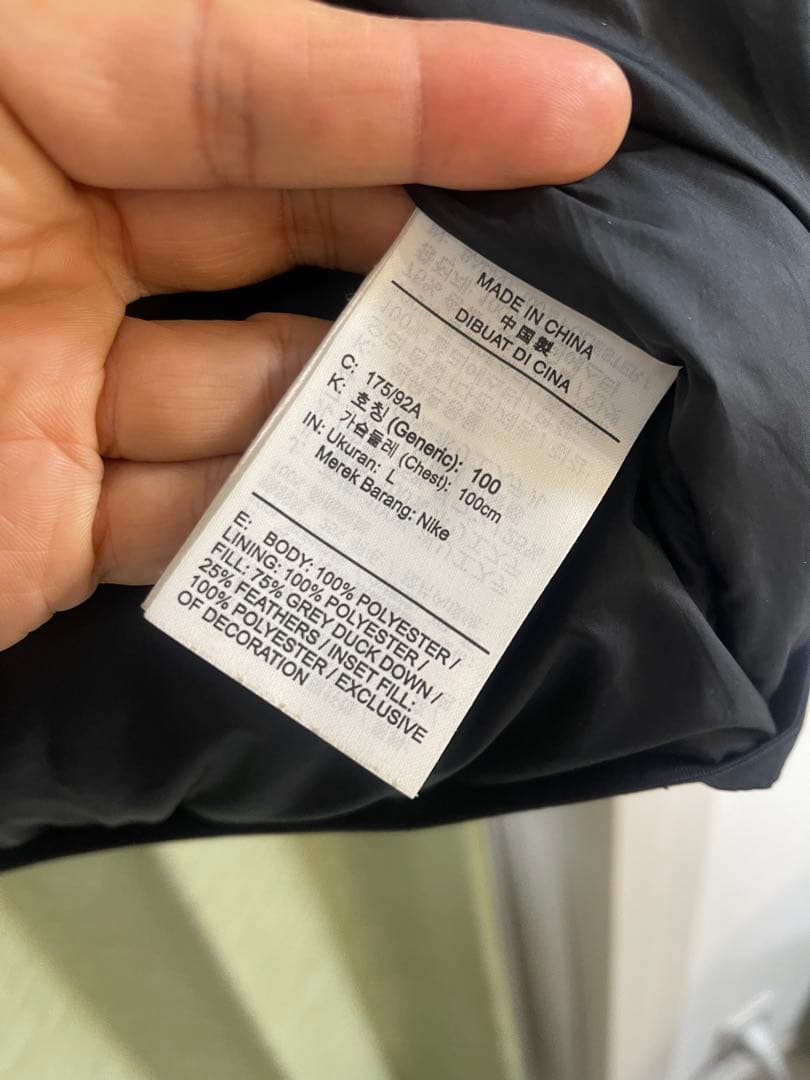 MADE IN CHINA
中国製
DIBUAT DI CINA
C: 175/92A
K: 호칭 (Generic): 100
가슴둘레 (Chest): 100cm
IN: Ukuran: L
Merek Barang: Nike
E: BODY: 100% POLYESTER /
LINING: 100% POLYESTER /
FILL: 75% GREY DUCK DOWN /
25% FEATHERS / INSET FILL:
100% POLYESTER / EXCLUSIVE
OF DECORATION